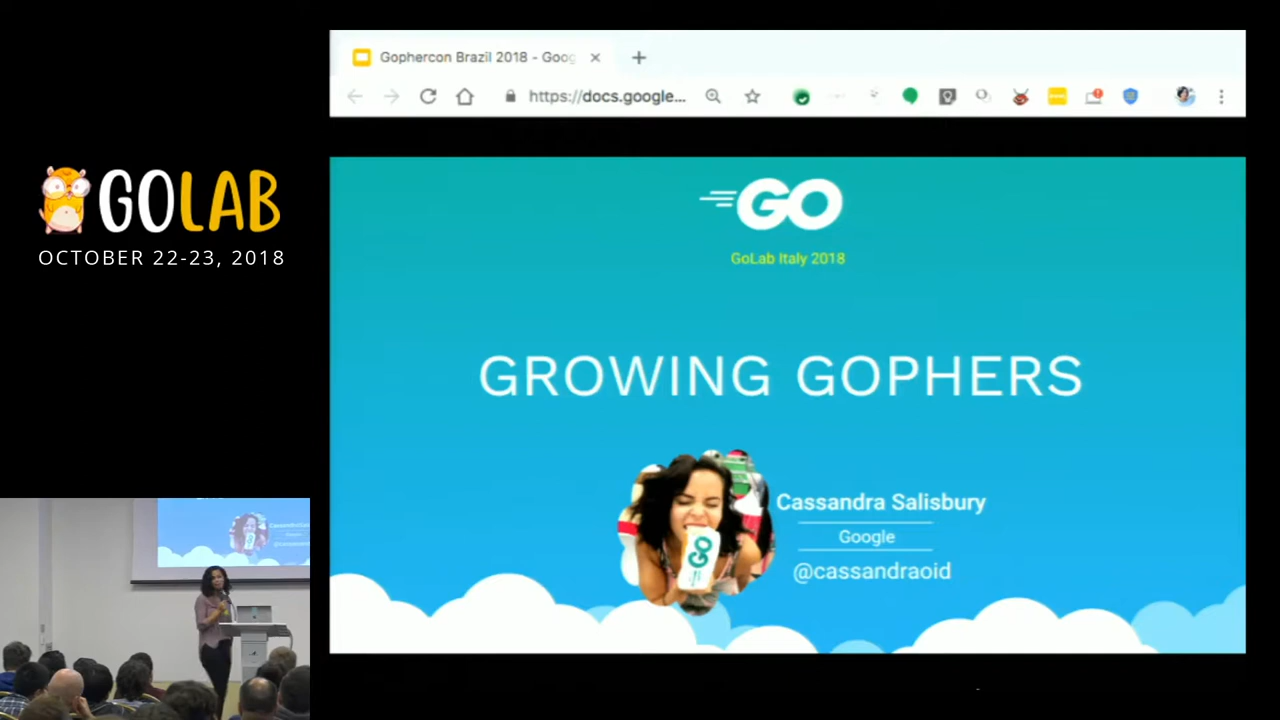 Gophercon Brazil 2018 - Goog
https://docs.google...
GOLAB
OCTOBER 22-23, 2018
GO
GoLab Italy 2018
GROWING GOPHERS
GO
Cassandra Salisbury
Google
@cassandraoid